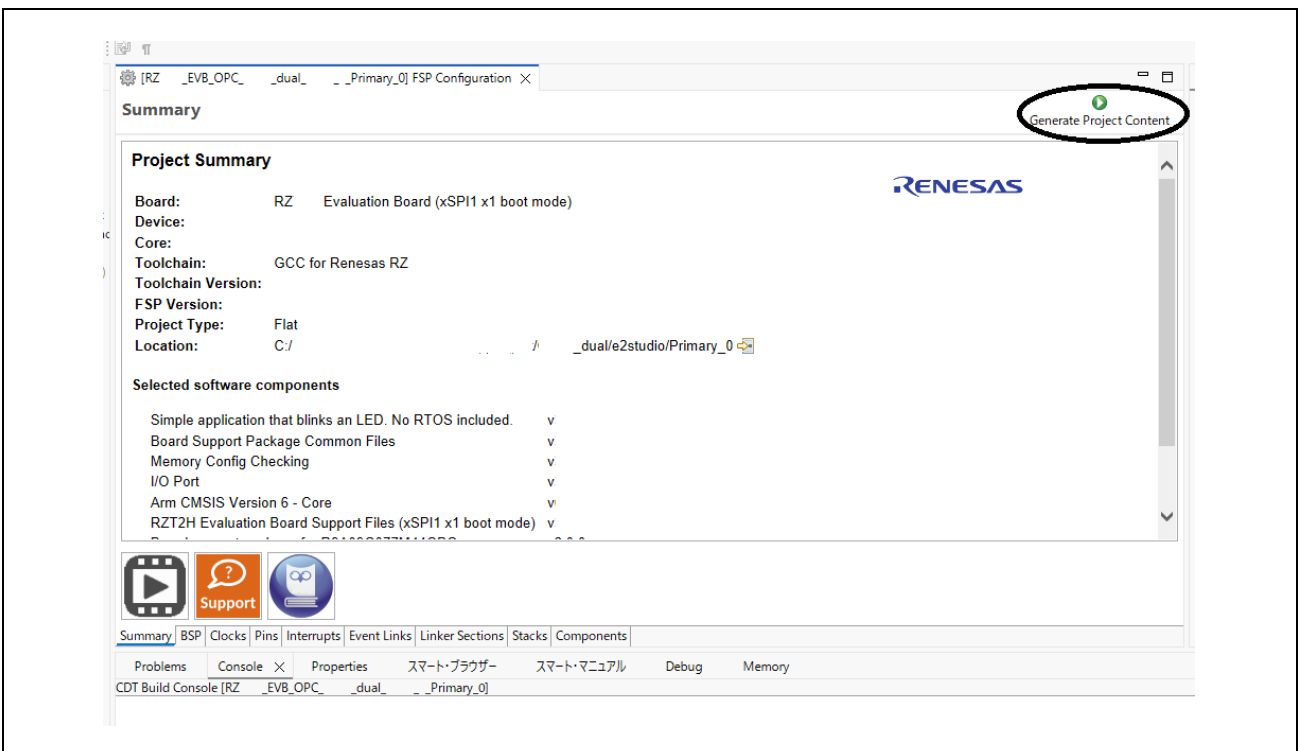 [RZ _EVB_OPC_ _dual_ _ _Primary_0] FSP Configuration
Summary
Generate Project Content
Project Summary
RENESAS
Board: RZ Evaluation Board (xSPI1 x1 boot mode)
Device:
Core:
Toolchain: GCC for Renesas RZ
Toolchain Version:
FSP Version:
Project Type: Flat
Location: C:/ _dual/e2studio/Primary_0
Selected software components
Simple application that blinks an LED. No RTOS included. v
Board Support Package Common Files v
Memory Config Checking v
I/O Port v
Arm CMSIS Version 6 - Core v
RZT2H Evaluation Board Support Files (xSPI1 x1 boot mode) v
Support
Summary BSP Clocks Pins Interrupts Event Links Linker Sections Stacks Components
Problems Console Properties スマート・ブラウザー スマート・マニュアル Debug Memory
CDT Build Console [RZ _EVB_OPC_ _dual_ _ _Primary_0]